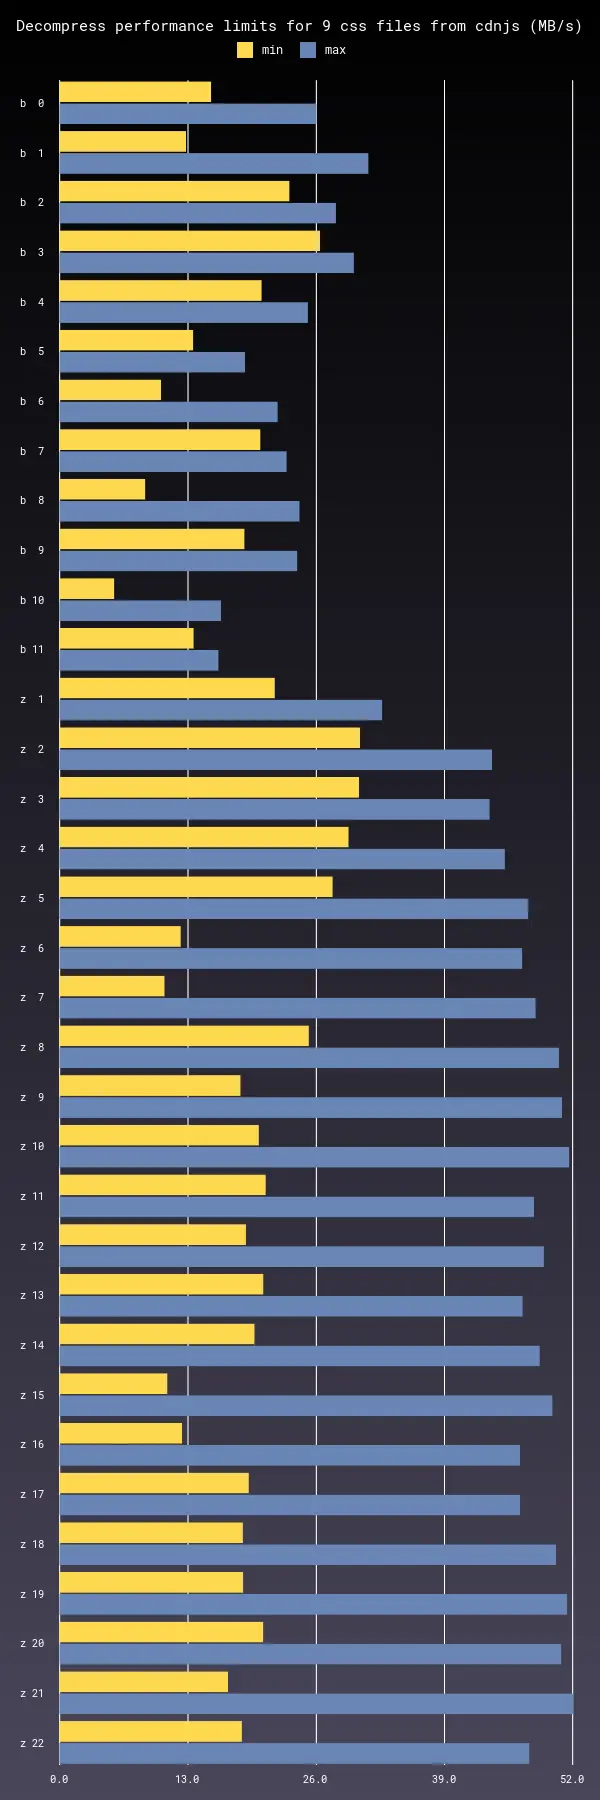 Decompress performance limits for 9 css files from cdnjs (MB/s)
min max
b 0
b 1
b 2
b 3
b 4
b 5
b 6
b 7
b 8
b 9
b 10
b 11
z 1
z 2
z 3
z 4
z 5
z 6
z 7
z 8
z 9
z 10
z 11
z 12
z 13
z 14
z 15
z 16
z 17
z 18
z 19
z 20
z 21
z 22
0.0 13.0 26.0 39.0 52.0